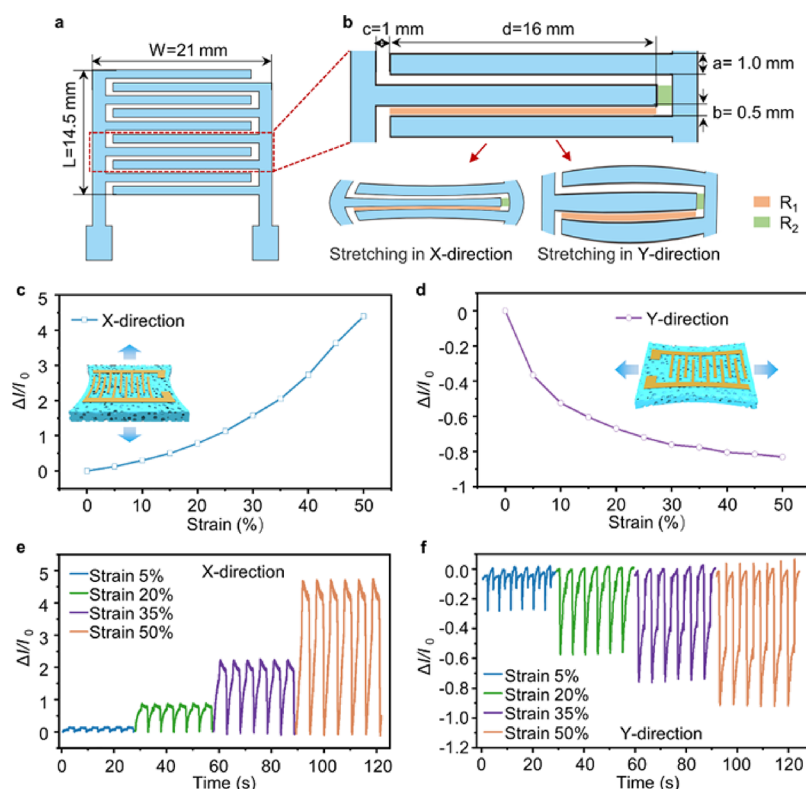 a
W=21 mm
L=14.5 mm
b
c=1 mm
d=16 mm
a= 1.0 mm
b= 0.5 mm
R1
R2
Stretching in X-direction
Stretching in Y-direction
c
X-direction
ΔI/I0
5
4
3
2
1
0
0 10 20 30 40 50
Strain (%)
d
Y-direction
ΔI/I0
0
-0.2
-0.4
-0.6
-0.8
-1
0 10 20 30 40 50
Strain (%)
e
X-direction
Strain 5%
Strain 20%
Strain 35%
Strain 50%
ΔI/I0
5
4
3
2
1
0
0 20 40 60 80 100 120
Time (s)
f
ΔI/I0
0.0
-0.2
-0.4
-0.6
-0.8
-1.0
-1.2
Strain 5%
Strain 20%
Strain 35%
Strain 50%
Y-direction
0 20 40 60 80 100 120
Time (s)